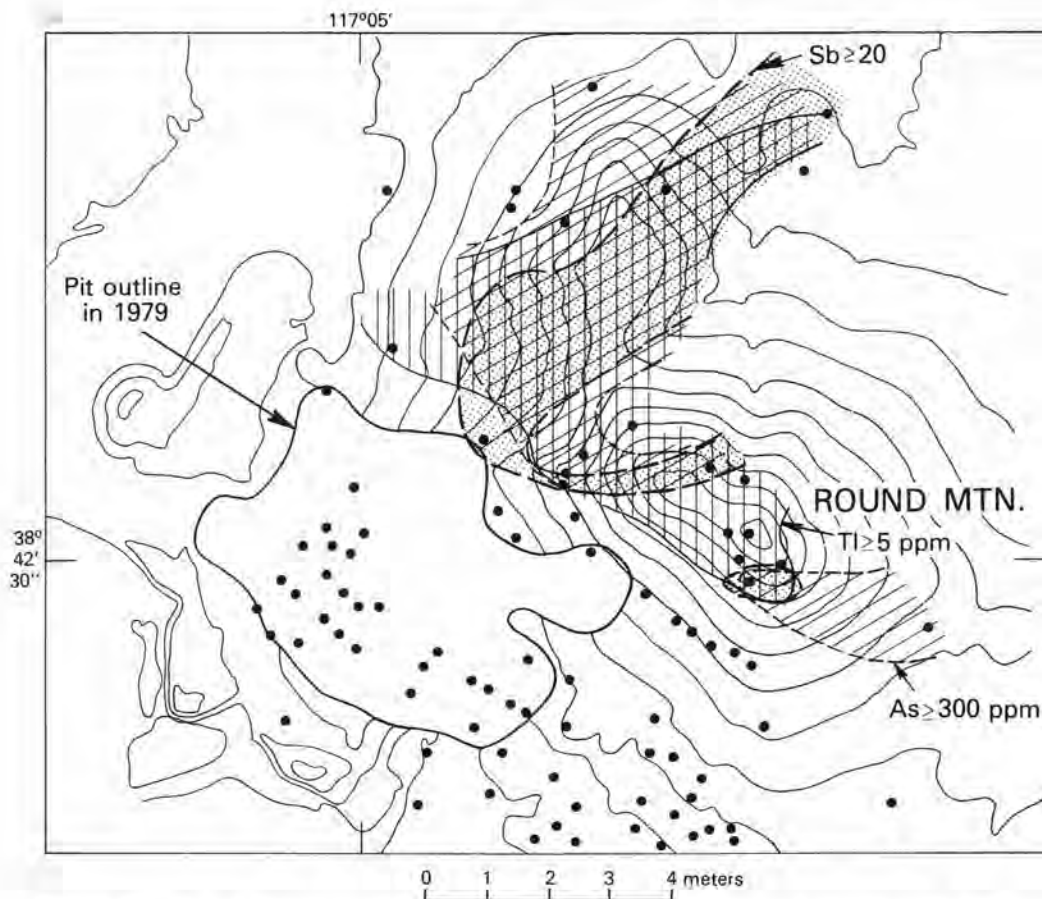 117°05'
Sb≥20
Pit outline
in 1979
ROUND MTN.
Tl≥5 ppm
38°
42'
30''
As≥300 ppm
0 1 2 3 4 meters